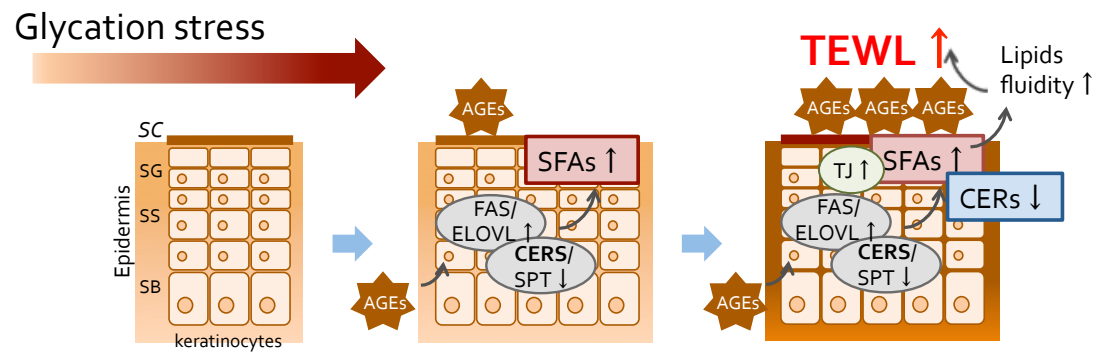 Glycation stress
SC
SG
SS
SB
Epidermis
keratinocytes
AGEs
SFAs ↑
FAS/
ELOVL ↑
CERS/
SPT ↓
AGEs
TEWL ↑
Lipids
fluidity ↑
AGEs
AGEs
AGEs
TJ ↑
SFAs ↑
CERs ↓
FAS/
ELOVL ↑
CERS/
SPT ↓
AGEs